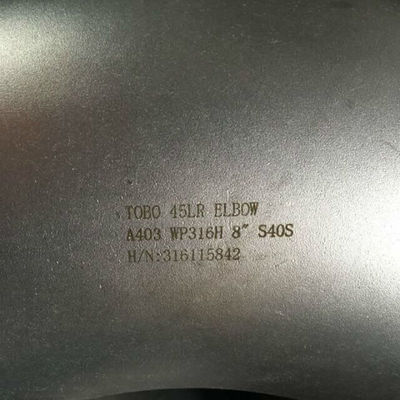 TOBO 45LR ELBOW
A403 WP316H 8" S40S
H/N:316115842